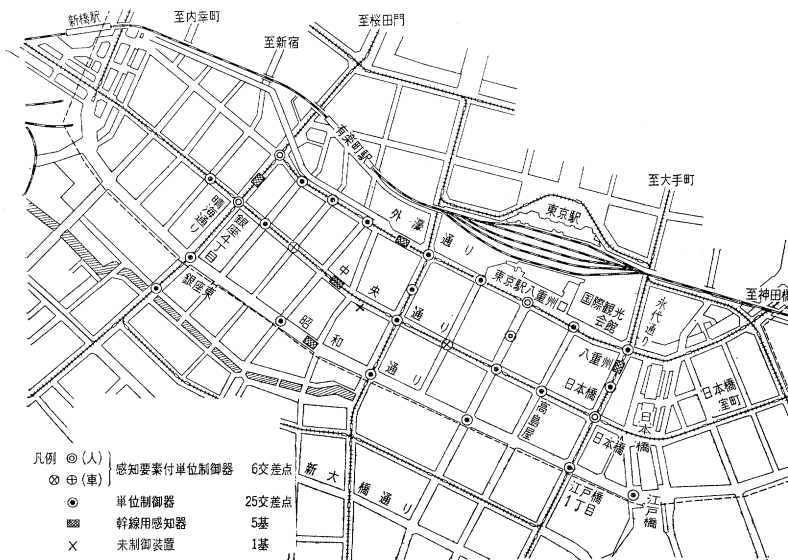 新橋駅
至内幸町
至新宿
至桜田門
有楽町駅
至大手町
東京駅
外濠通り
晴海通り
銀座4丁目
銀座東
中央通り
昭和通り
東京駅八重州口
国際観光
会館
永代通り
至神田橋
八重州
日本橋
日本橋
室町
日本橋
日本橋
高島屋
江戸橋
1丁目
江戸橋
新大橋通り
凡例 ◎(人)
⊗⊕(車)
感知要素付単位制御器 6交差点
単位制御器 25交差点
幹線用感知器 5基
× 未制御装置 1基